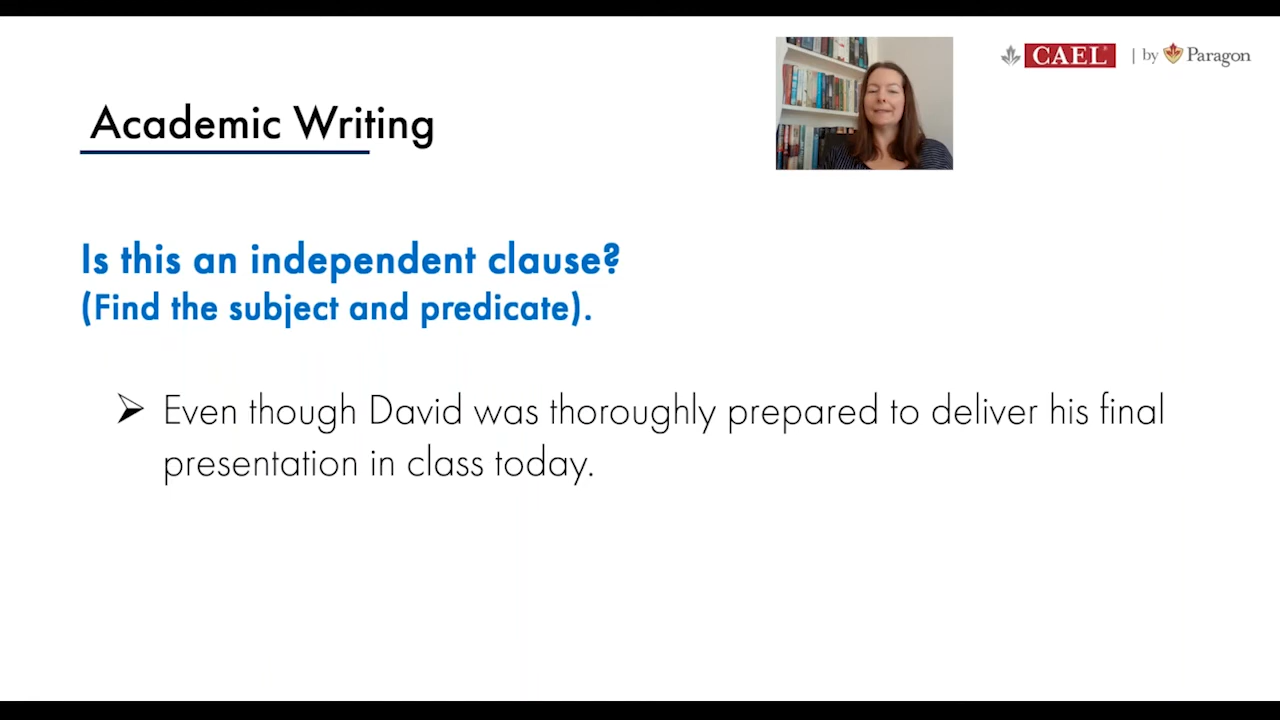 CAEL | by Paragon
Academic Writing
Is this an independent clause?
(Find the subject and predicate).
Even though David was thoroughly prepared to deliver his final
presentation in class today.